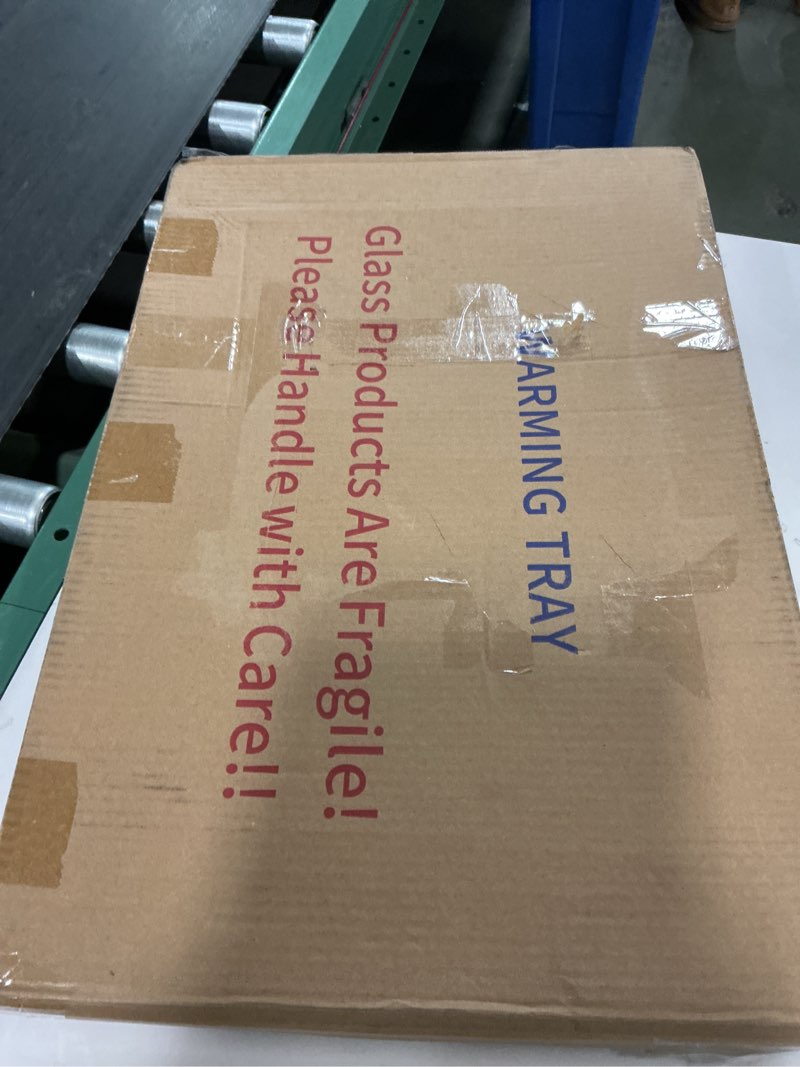 WARMING TRAY
Glass Products Are Fragile!
Please Handle with Care!!